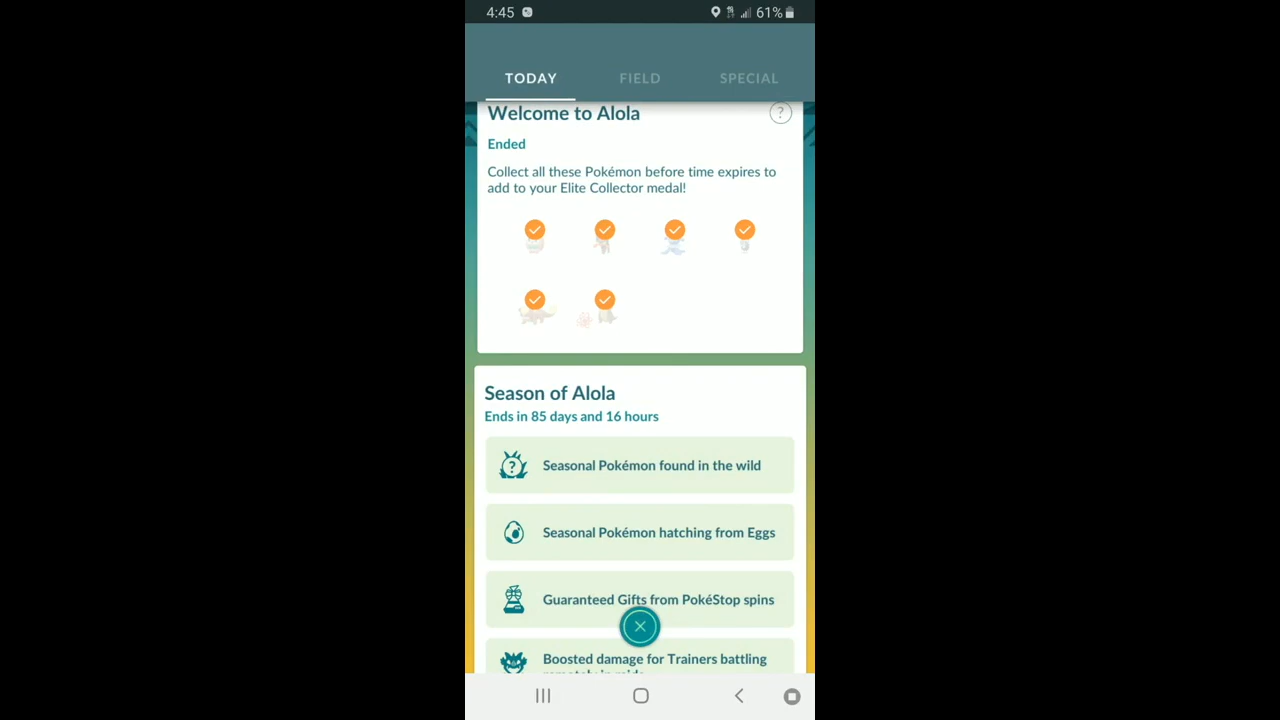 4:45
61%
TODAY
FIELD
SPECIAL
Welcome to Alola
?
Ended
Collect all these Pokémon before time expires to
add to your Elite Collector medal!
Season of Alola
Ends in 85 days and 16 hours
?
Seasonal Pokémon found in the wild
Seasonal Pokémon hatching from Eggs
Guaranteed Gifts from PokéStop spins
Boosted damage for Trainers battling